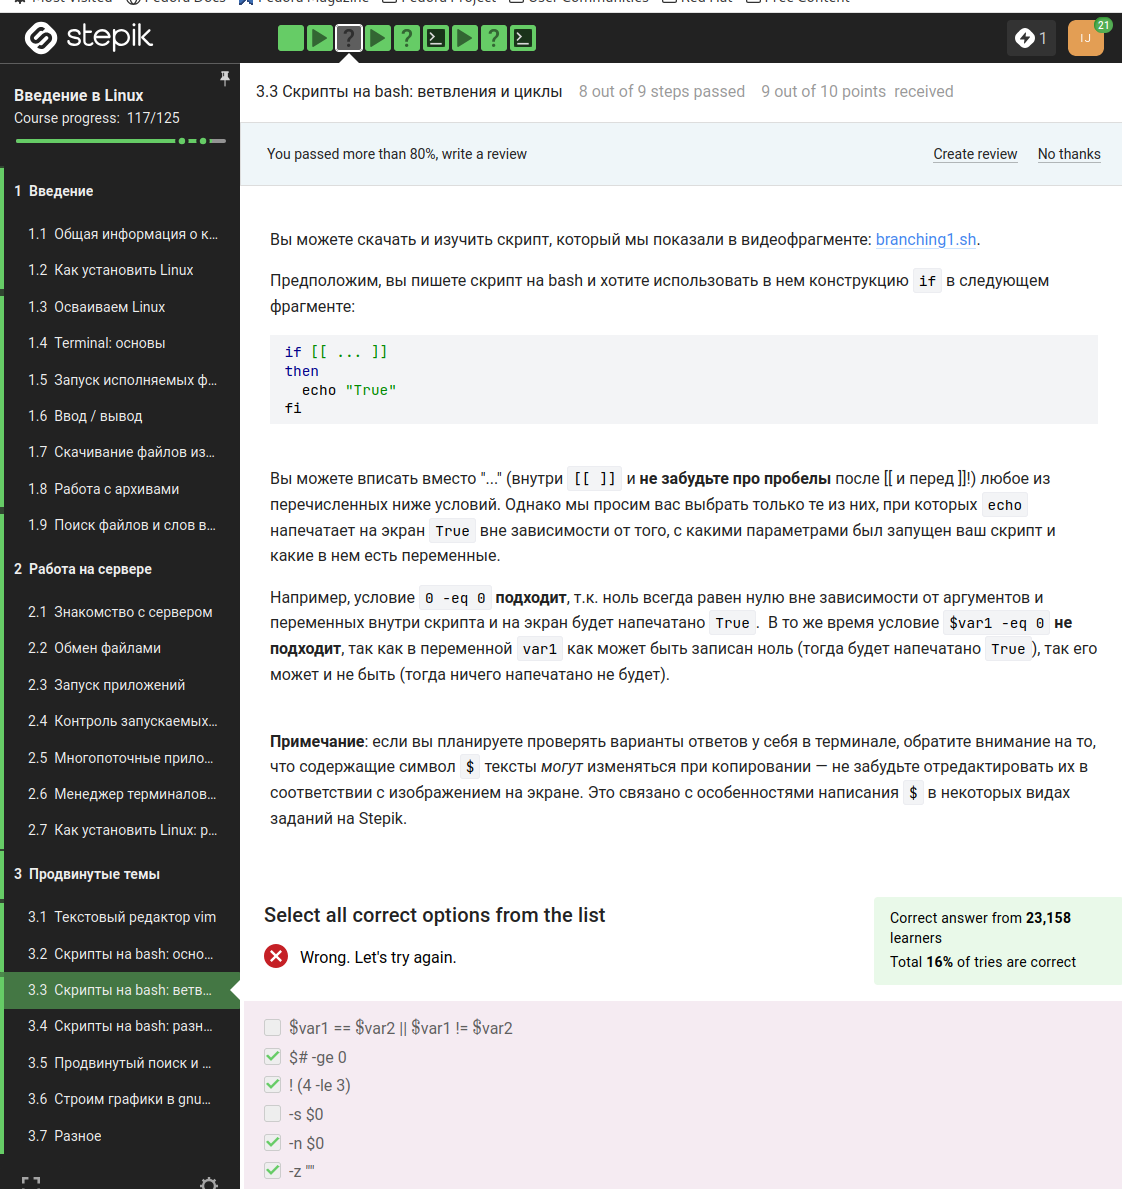 Most Visited Fedora Docs Fedora Magazine Fedora Project User Communities Red Hat Free Content
stepik
1
IJ
21
Введение в Linux
Course progress: 117/125
1 Введение
1.1 Общая информация о к...
1.2 Как установить Linux
1.3 Осваиваем Linux
1.4 Terminal: основы
1.5 Запуск исполняемых ф...
1.6 Ввод / вывод
1.7 Скачивание файлов из...
1.8 Работа с архивами
1.9 Поиск файлов и слов в...
2 Работа на сервере
2.1 Знакомство с сервером
2.2 Обмен файлами
2.3 Запуск приложений
2.4 Контроль запускаемых...
2.5 Многопоточные прило...
2.6 Менеджер терминалов...
2.7 Как установить Linux: р...
3 Продвинутые темы
3.1 Текстовый редактор vim
3.2 Скрипты на bash: осно...
3.3 Скрипты на bash: ветв...
3.4 Скрипты на bash: разн...
3.5 Продвинутый поиск и ...
3.6 Строим графики в gnu...
3.7 Разное
3.3 Скрипты на bash: ветвления и циклы 8 out of 9 steps passed 9 out of 10 points received
You passed more than 80%, write a review
Create review No thanks
Вы можете скачать и изучить скрипт, который мы показали в видеофрагменте: branching1.sh.
Предположим, вы пишете скрипт на bash и хотите использовать в нем конструкцию if в следующем
фрагменте:
if [[ ... ]]
then
echo "True"
fi
Вы можете вписать вместо "..." (внутри [[ ]] и не забудьте про пробелы после [[ и перед ]]!) любое из
перечисленных ниже условий. Однако мы просим вас выбрать только те из них, при которых echo
напечатает на экран True вне зависимости от того, с какими параметрами был запущен ваш скрипт и
какие в нем есть переменные.
Например, условие 0 -eq 0 подходит, т.к. ноль всегда равен нулю вне зависимости от аргументов и
переменных внутри скрипта и на экран будет напечатано True . В то же время условие $var1 -eq 0 не
подходит, так как в переменной var1 как может быть записан ноль (тогда будет напечатано True ), так его
может и не быть (тогда ничего напечатано не будет).
Примечание: если вы планируете проверять варианты ответов у себя в терминале, обратите внимание на то,
что содержащие символ $ тексты могут изменяться при копировании — не забудьте отредактировать их в
соответствии с изображением на экране. Это связано с особенностями написания $ в некоторых видах
заданий на Stepik.
Select all correct options from the list
Wrong. Let's try again.
Correct answer from 23,158
learners
Total 16% of tries are correct
$var1 == $var2 || $var1 != $var2
$# -ge 0
! (4 -le 3)
-s $0
-n $0
-z ""